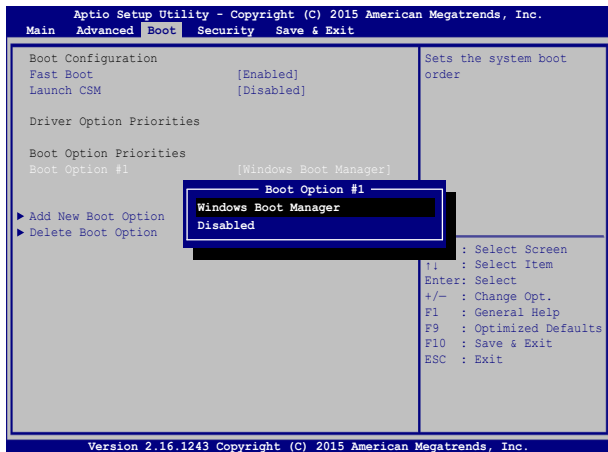 Aptio Setup Utility - Copyright (C) 2015 American Megatrends, Inc.
Main Advanced Boot Security Save & Exit
Boot Configuration
Fast Boot [Enabled]
Launch CSM [Disabled]
Driver Option Priorities
Boot Option Priorities
Boot Option #1 [Windows Boot Manager]
Boot Option #1
Windows Boot Manager
Disabled
► Add New Boot Option
► Delete Boot Option
Sets the system boot
order
: Select Screen
↑↓ : Select Item
Enter: Select
+/— : Change Opt.
F1 : General Help
F9 : Optimized Defaults
F10 : Save & Exit
ESC : Exit
Version 2.16.1243 Copyright (C) 2015 American Megatrends, Inc.